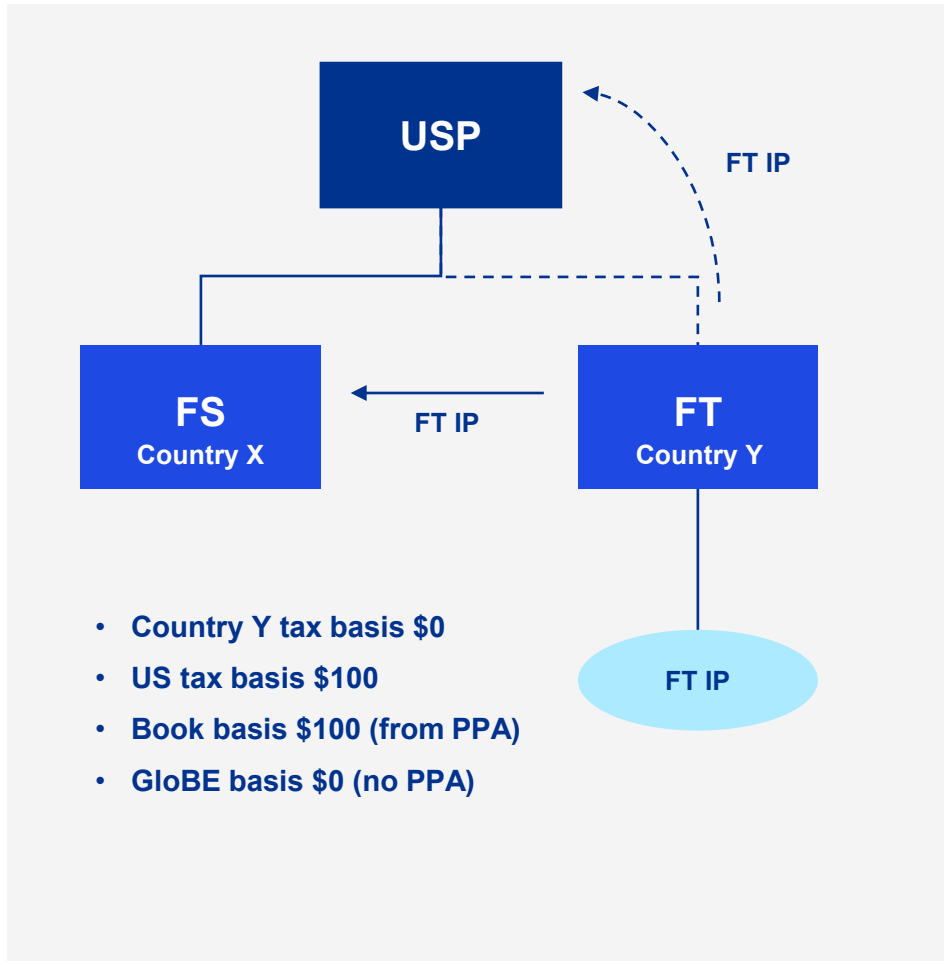 USP
FT IP
FS
Country X
FT IP
FT
Country Y
• Country Y tax basis $0
• US tax basis $100
• Book basis $100 (from PPA)
• GloBE basis $0 (no PPA)
FT IP